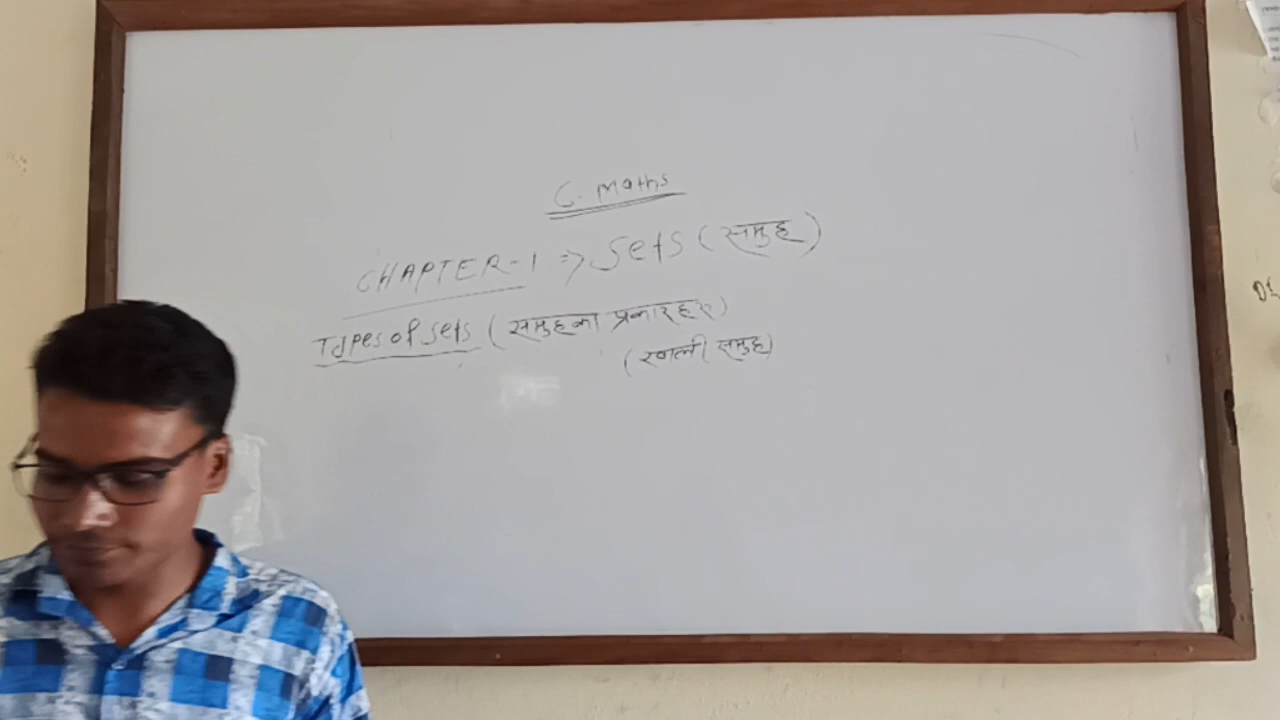 C. Maths
CHAPTER-1 => Sets (समुह)
Types of sets (समुहका प्रकारहरु)
(खाली समुह)